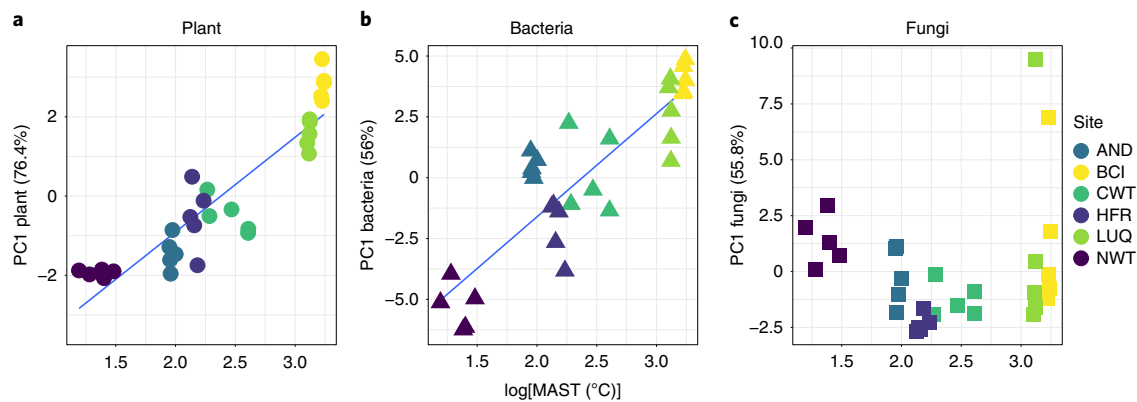 a Plant
PC1 plant (76.4%)
2
0
−2
1.5 2.0 2.5 3.0
b Bacteria
PC1 bacteria (56%)
5.0
2.5
0
−2.5
−5.0
1.5 2.0 2.5 3.0
log[MAST (°C)]
c Fungi
PC1 fungi (55.8%)
10.0
7.5
5.0
2.5
0
−2.5
1.5 2.0 2.5 3.0
Site
AND
BCI
CWT
HFR
LUQ
NWT